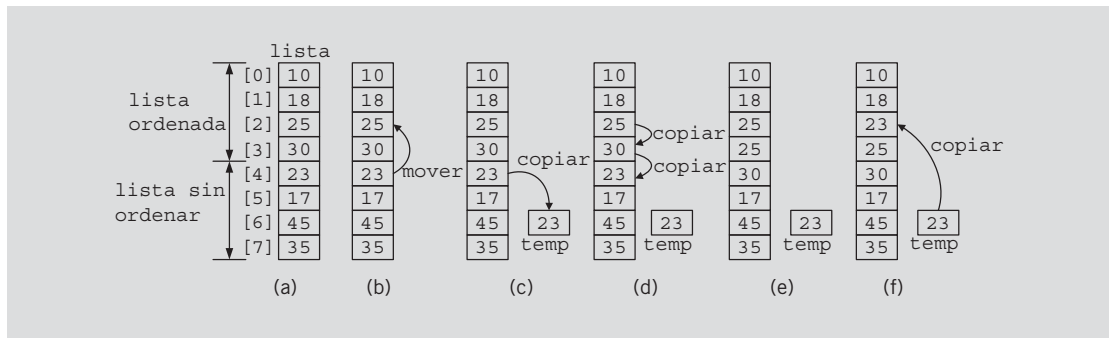 lista
[0] 10 10 10 10 10 10
lista [1] 18 18 18 18 18 18
ordenada [2] 25 25 25 25 copiar 25 23
[3] 30 30 copiar 30 30 copiar 25 25 copiar
lista sin [4] 23 23 mover 23 23 30 30
ordenar [5] 17 17 17 17 17 17
[6] 45 45 45 23 45 23 45 23 45 23
[7] 35 35 35 temp 35 temp 35 temp 35 temp
(a) (b) (c) (d) (e) (f)